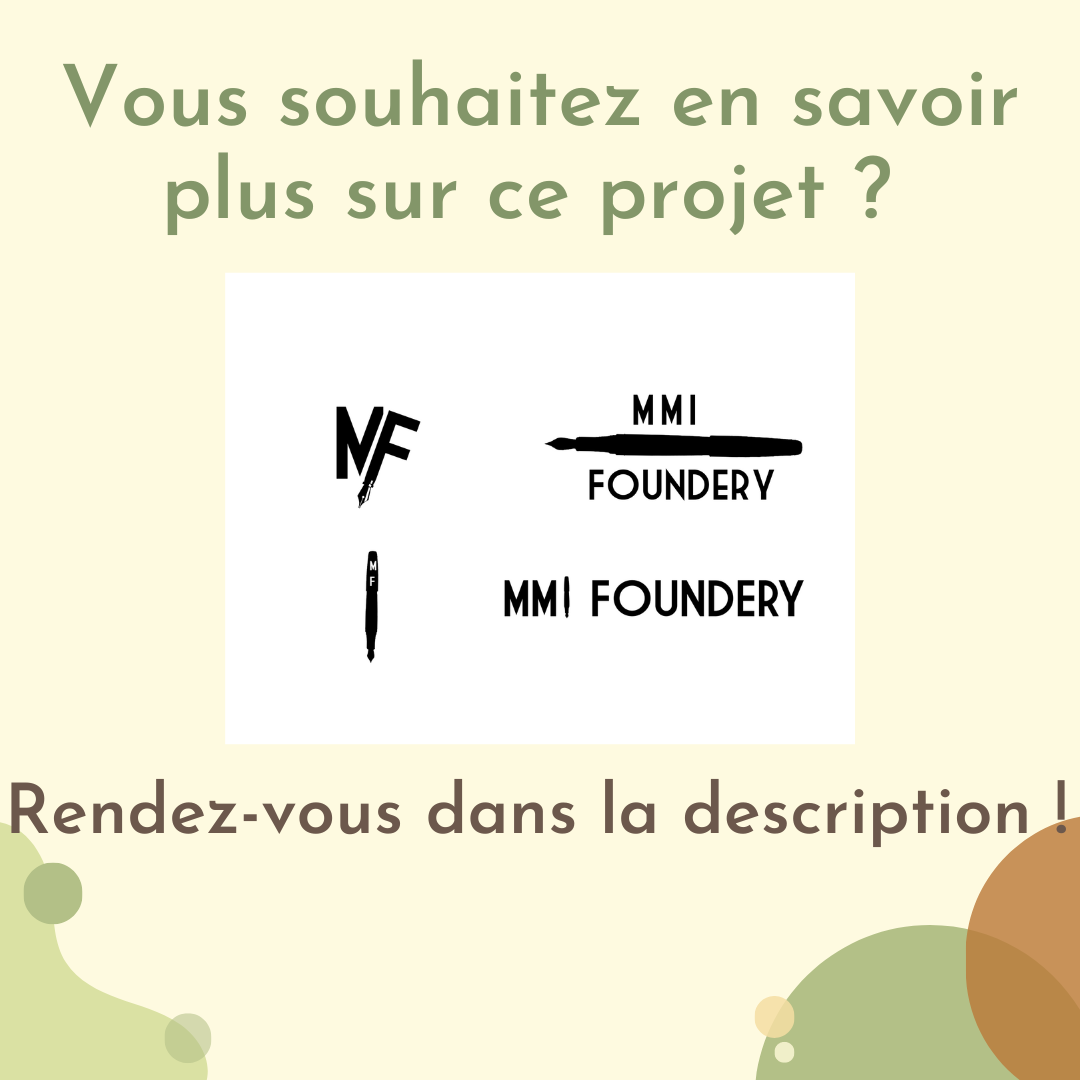 Vous souhaitez en savoir
plus sur ce projet ?
MF
MMI
FOUNDERY
M
F
MMI FOUNDERY
Rendez-vous dans la description !